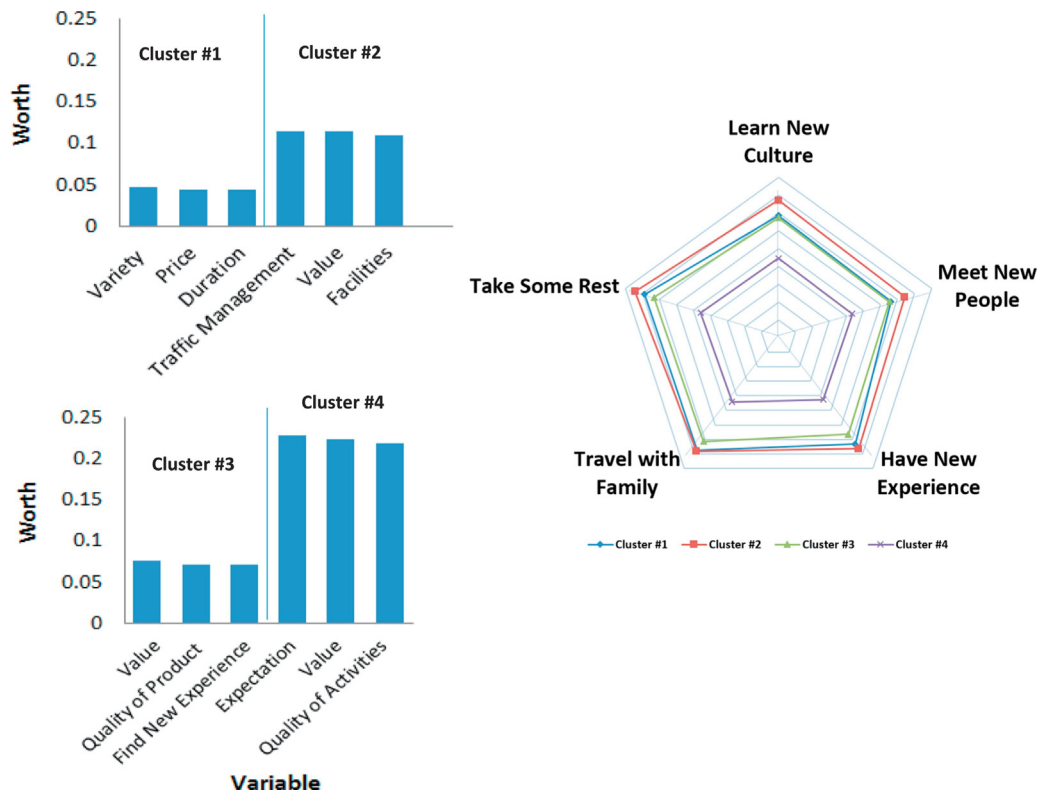 0.25
0.2
0.15
0.1
0.05
0
Worth
Cluster #1
Cluster #2
Variety
Price
Duration
Traffic Management
Value
Facilities
0.25
0.2
0.15
0.1
0.05
0
Worth
Cluster #3
Cluster #4
Value
Quality of Product
Find New Experience
Expectation
Value
Quality of Activities
Variable
Learn New
Culture
Meet New
People
Have New
Experience
Travel with
Family
Take Some Rest
Cluster #1 Cluster #2 Cluster #3 Cluster #4